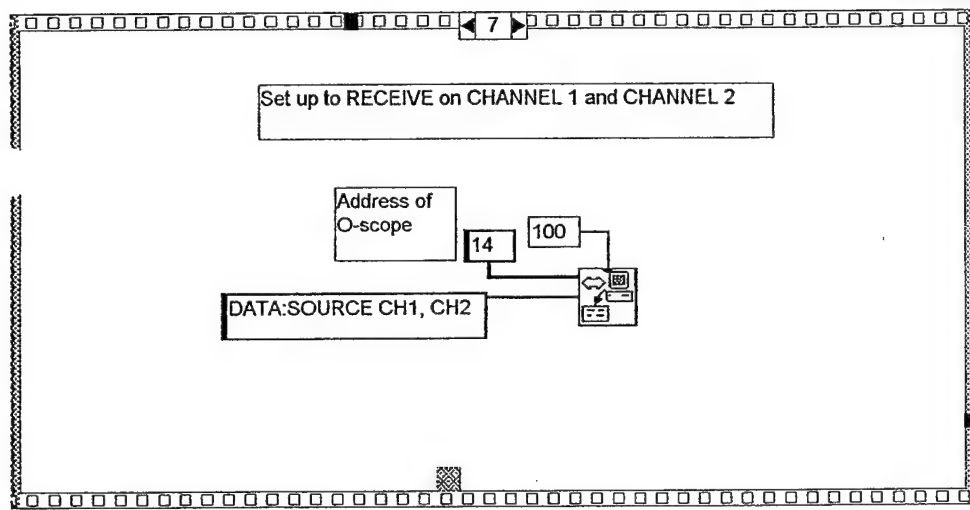 7
Set up to RECEIVE on CHANNEL 1 and CHANNEL 2
Address of
O-scope
14
100
DATA:SOURCE CH1, CH2